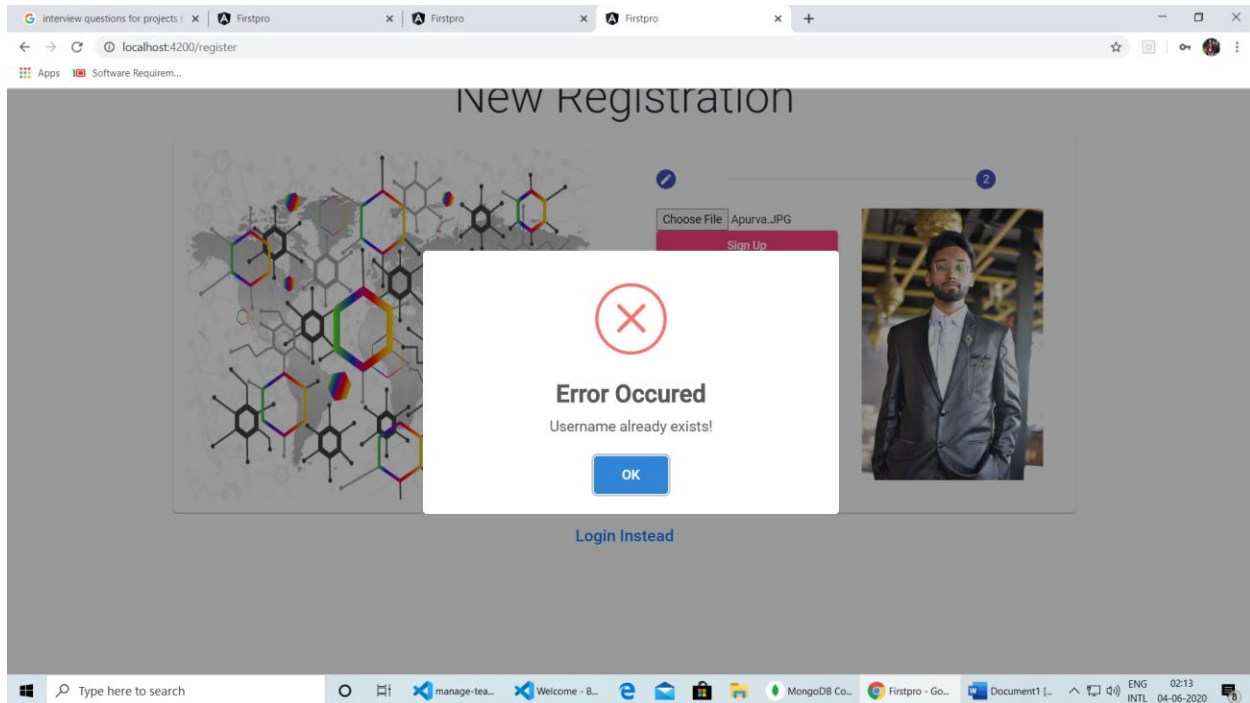 interview questions for projects
Firstpro
Firstpro
Firstpro
localhost:4200/register
Apps
Software Requirem...
New Registration
2
Choose File Apurva.JPG
Sign Up
Error Occured
Username already exists!
OK
Login Instead
Type here to search
manage-tea...
Welcome - B...
MongoDB Co...
Firstpro - Go...
Document1 [...
ENG
INTL
02:13
04-06-2020
8